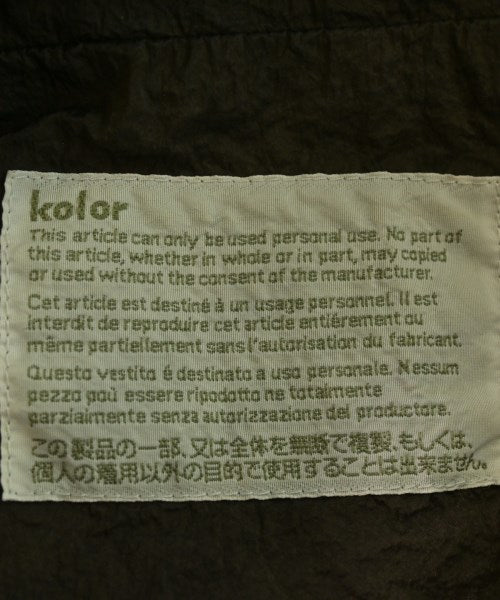 kolor
This article can only be used personal use. No part of
this article, whether in whole or in part, may copied
or used without the consent of the manufacturer.
Cet article est destiné à un usage personnel. Il est
interdit de reproduire cet article entiérement ou
même partiellement sans l'autorisation du fabricant.
Questo vestito é destinato a uso personale. Nessum
pezzo poú essere ripodotto ne totalmente
parzialmente senza autorizzazione del productore.
この製品の一部、又は全体を無断で複製、もしくは、
個人の着用以外の目的で使用することは出来ません。